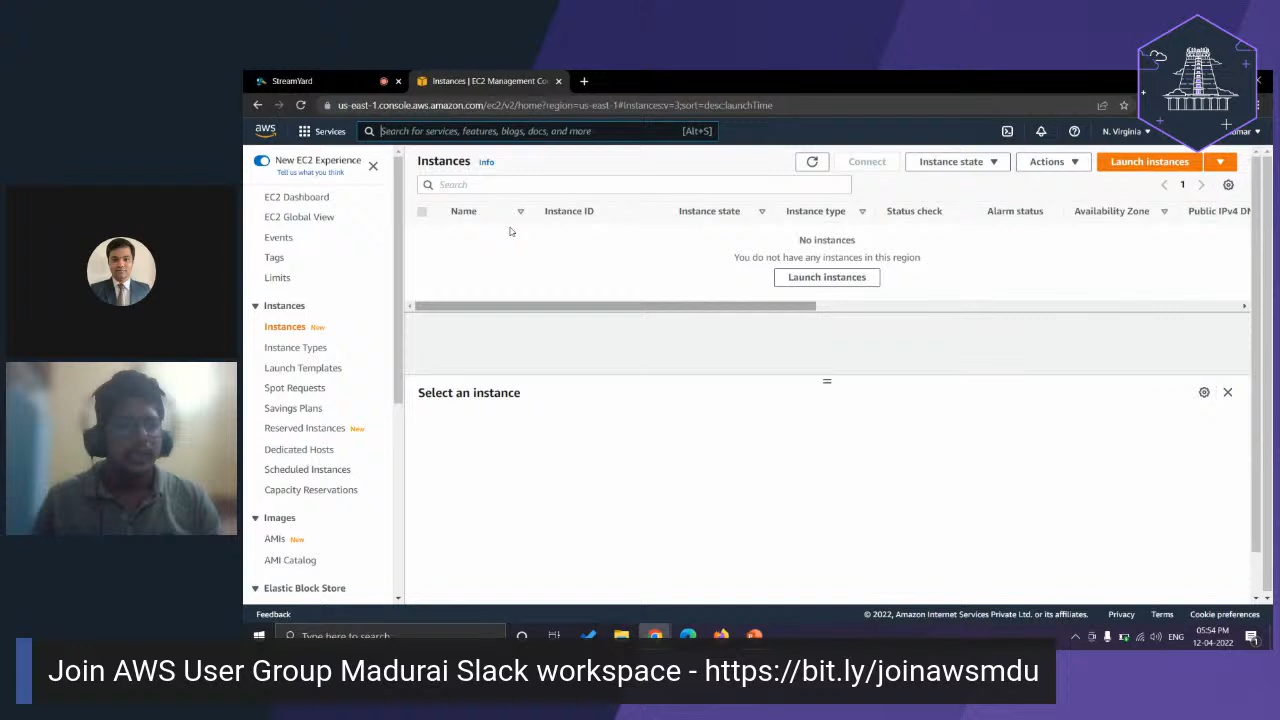 StreamYard
Instances | EC2 Management Co
us-east-1.console.aws.amazon.com/ec2/v2/home?region=us-east-1#Instances:v=3;sort=desc:launchTime
aws
Services
Search for services, features, blogs, docs, and more
[Alt+S]
N. Virginia
New EC2 Experience
Tell us what you think
EC2 Dashboard
EC2 Global View
Events
Tags
Limits
Instances
Instances New
Instance Types
Launch Templates
Spot Requests
Savings Plans
Reserved Instances New
Dedicated Hosts
Scheduled Instances
Capacity Reservations
Images
AMIs New
AMI Catalog
Elastic Block Store
Instances Info
Connect
Instance state
Actions
Launch instances
Search
1
Name
Instance ID
Instance state
Instance type
Status check
Alarm status
Availability Zone
Public IPv4 DN
No instances
You do not have any instances in this region
Launch instances
Select an instance
Feedback
© 2022, Amazon Internet Services Private Ltd. or its affiliates.
Privacy
Terms
Cookie preferences
Type here to search
ENG
05:54 PM
12-04-2022
Join AWS User Group Madurai Slack workspace - https://bit.ly/joinawsmdu